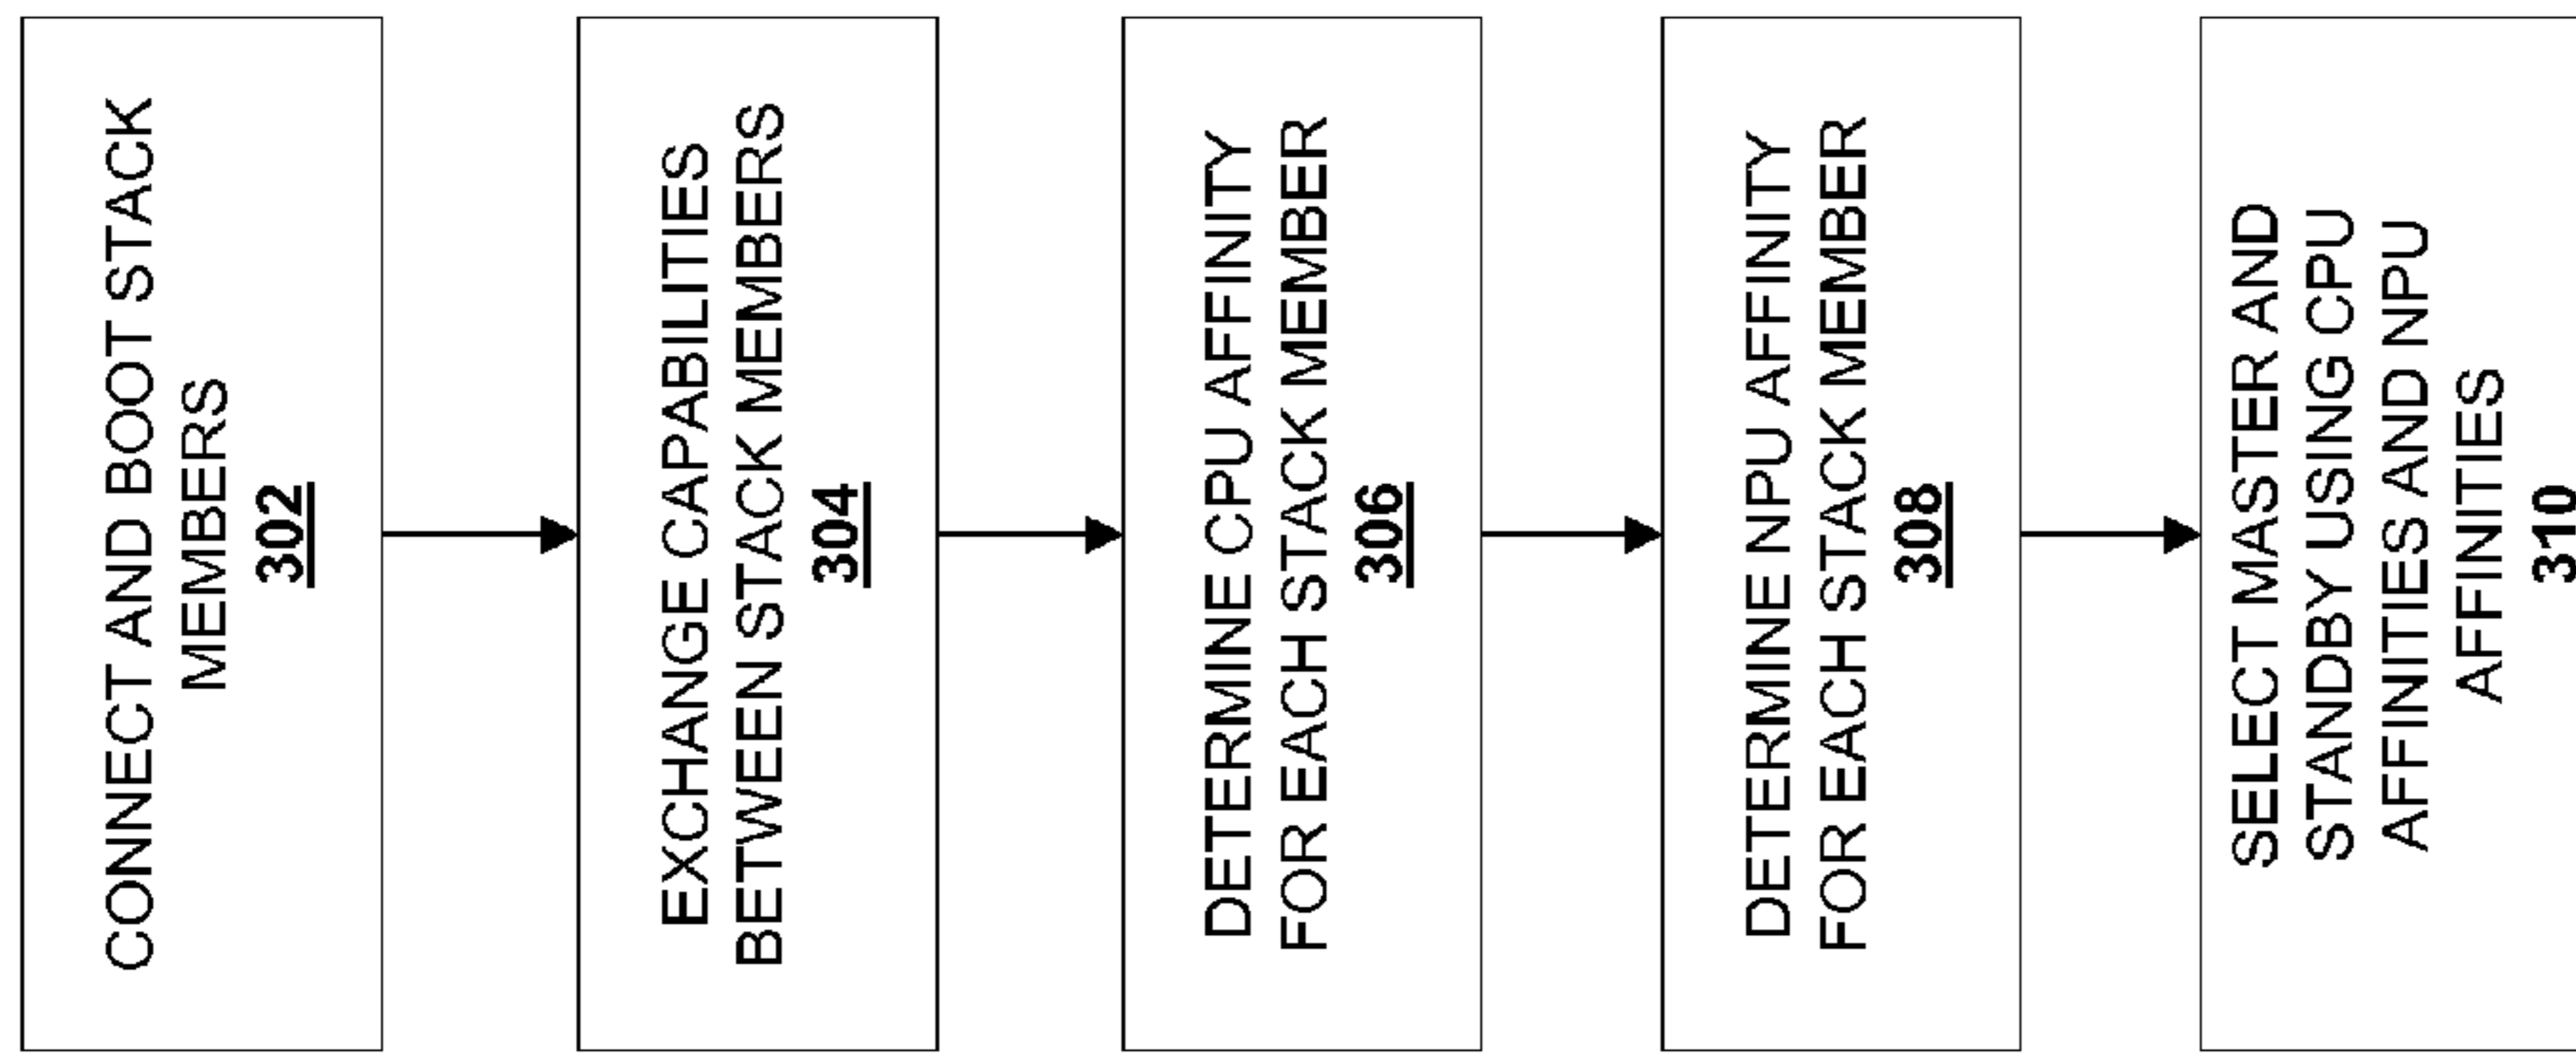 CONNECT AND BOOT STACK
MEMBERS
302
EXCHANGE CAPABILITIES
BETWEEN STACK MEMBERS
304
DETERMINE CPU AFFINITY
FOR EACH STACK MEMBER
306
DETERMINE NPU AFFINITY
FOR EACH STACK MEMBER
308
SELECT MASTER AND
STANDBY USING CPU
AFFINITIES AND NPU
AFFINITIES
310